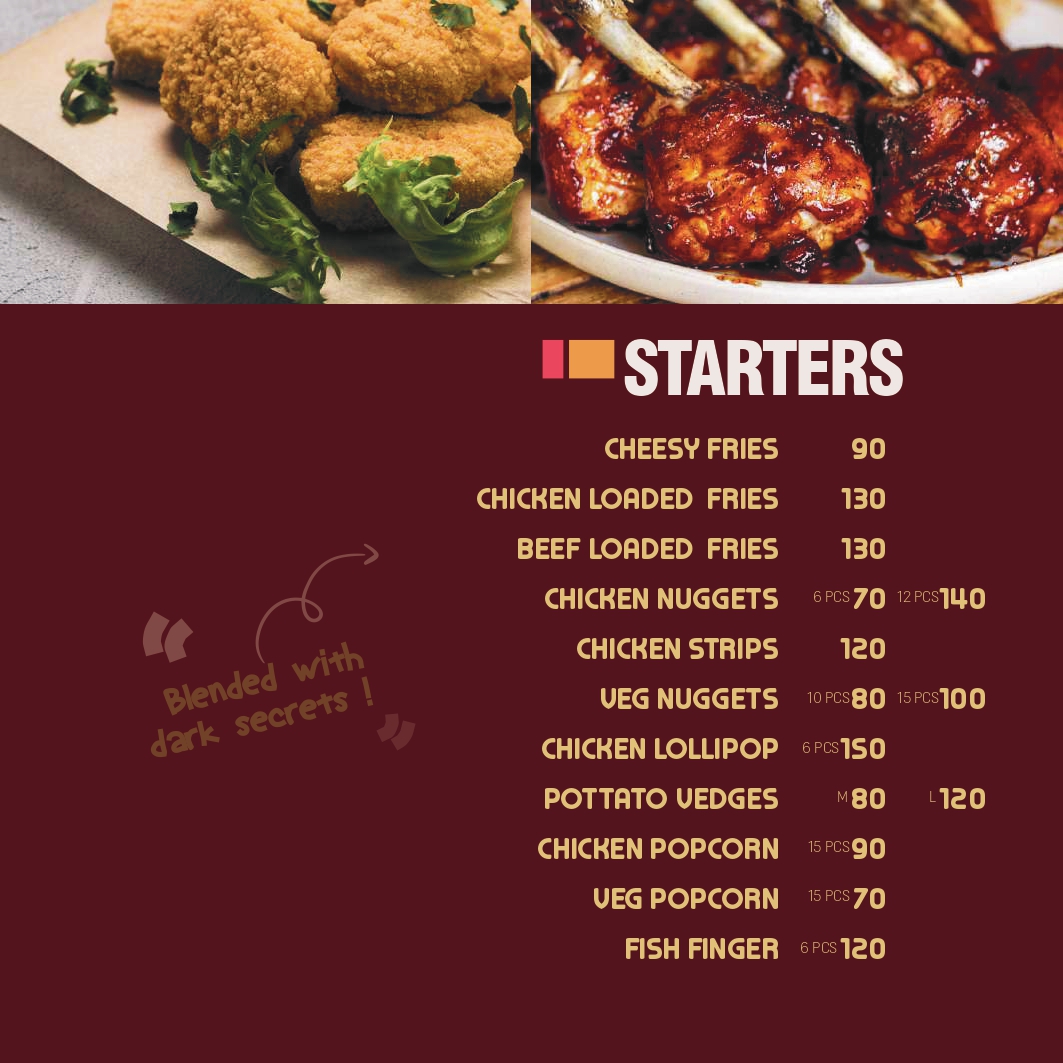 STARTERS
CHEESY FRIES 90
CHICKEN LOADED FRIES 130
BEEF LOADED FRIES 130
CHICKEN NUGGETS 6 PCS 70 12 PCS 140
CHICKEN STRIPS 120
VEG NUGGETS 10 PCS 80 15 PCS 100
CHICKEN LOLLIPOP 6 PCS 150
POTTATO VEDGES M 80 L 120
CHICKEN POPCORN 15 PCS 90
VEG POPCORN 15 PCS 70
FISH FINGER 6 PCS 120
“Blended with
dark secrets !”